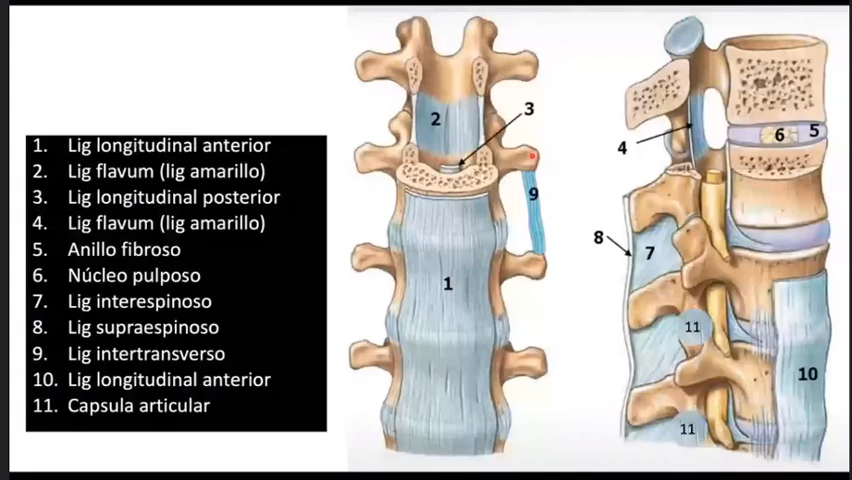 1. Lig longitudinal anterior
2. Lig flavum (lig amarillo)
3. Lig longitudinal posterior
4. Lig flavum (lig amarillo)
5. Anillo fibroso
6. Núcleo pulposo
7. Lig interespinoso
8. Lig supraespinoso
9. Lig intertransverso
10. Lig longitudinal anterior
11. Capsula articular
2
3
9
1
4
6
5
8
7
11
10
11